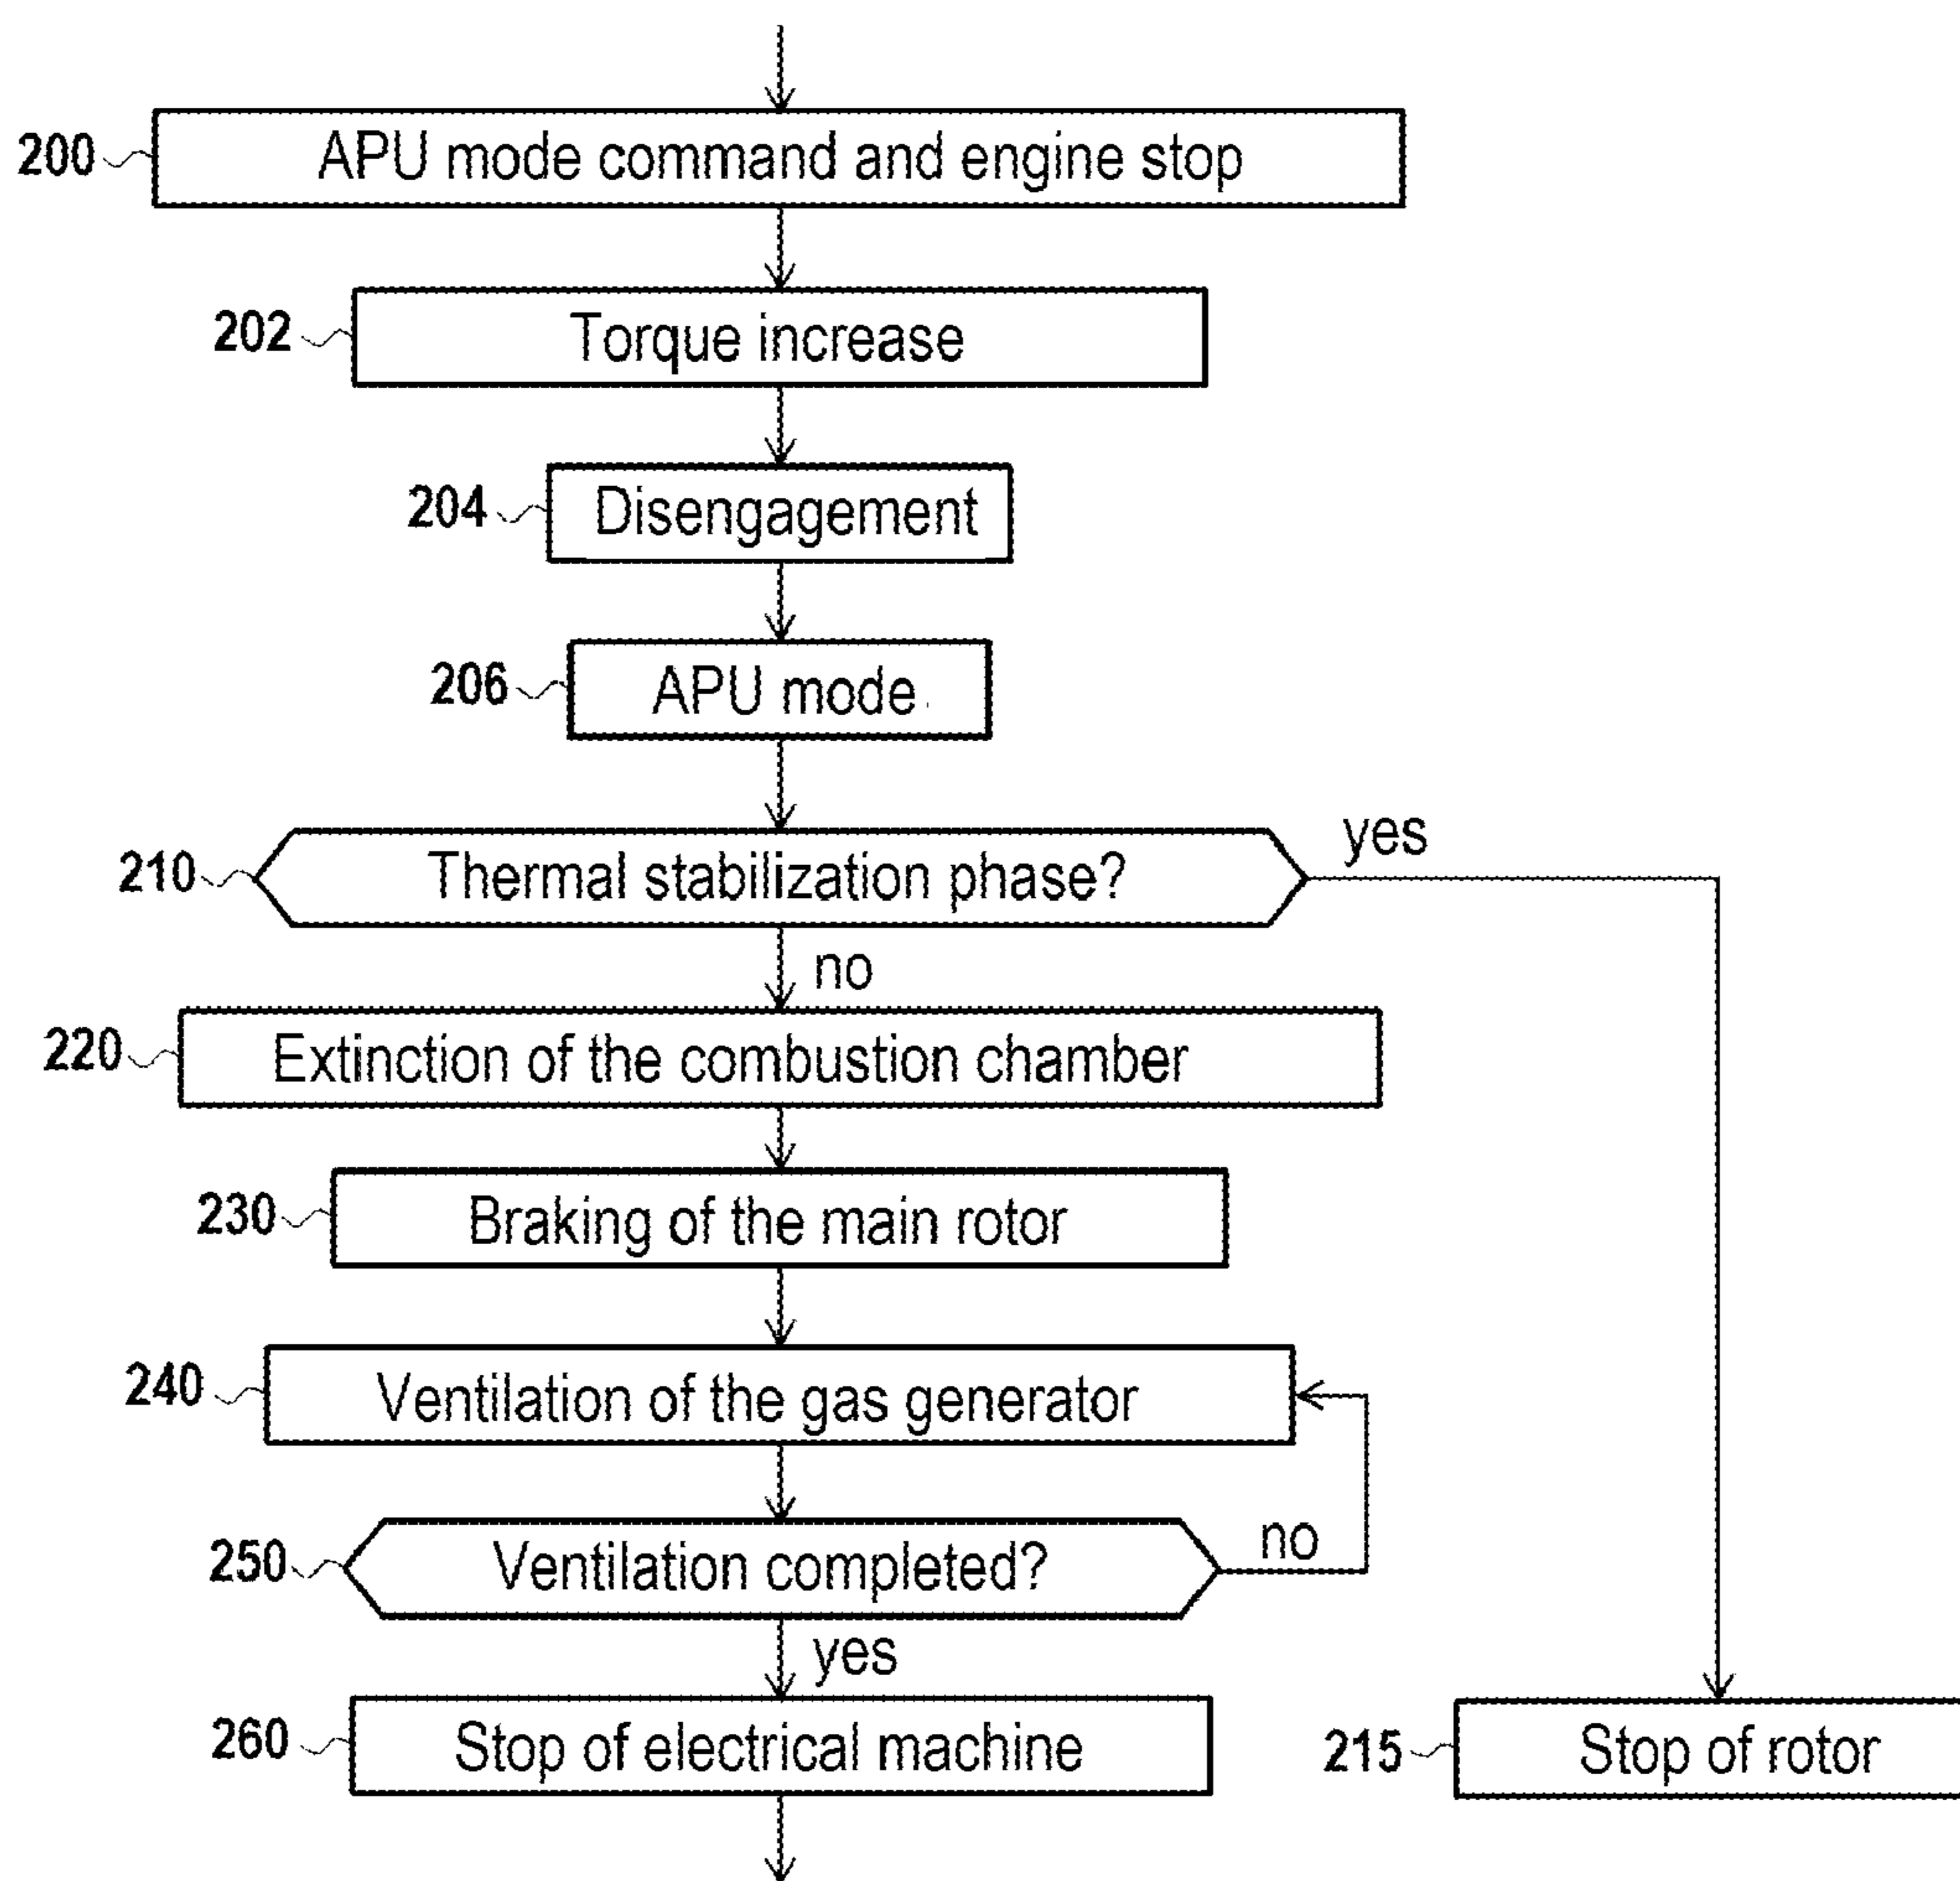 200 APU mode command and engine stop
202 Torque increase
204 Disengagement
206 APU mode
yes
210 Thermal stabilization phase?
no
220 Extinction of the combustion chamber
230 Braking of the main rotor
240 Ventilation of the gas generator
250 Ventilation completed? no
yes
260 Stop of electrical machine
215 Stop of rotor